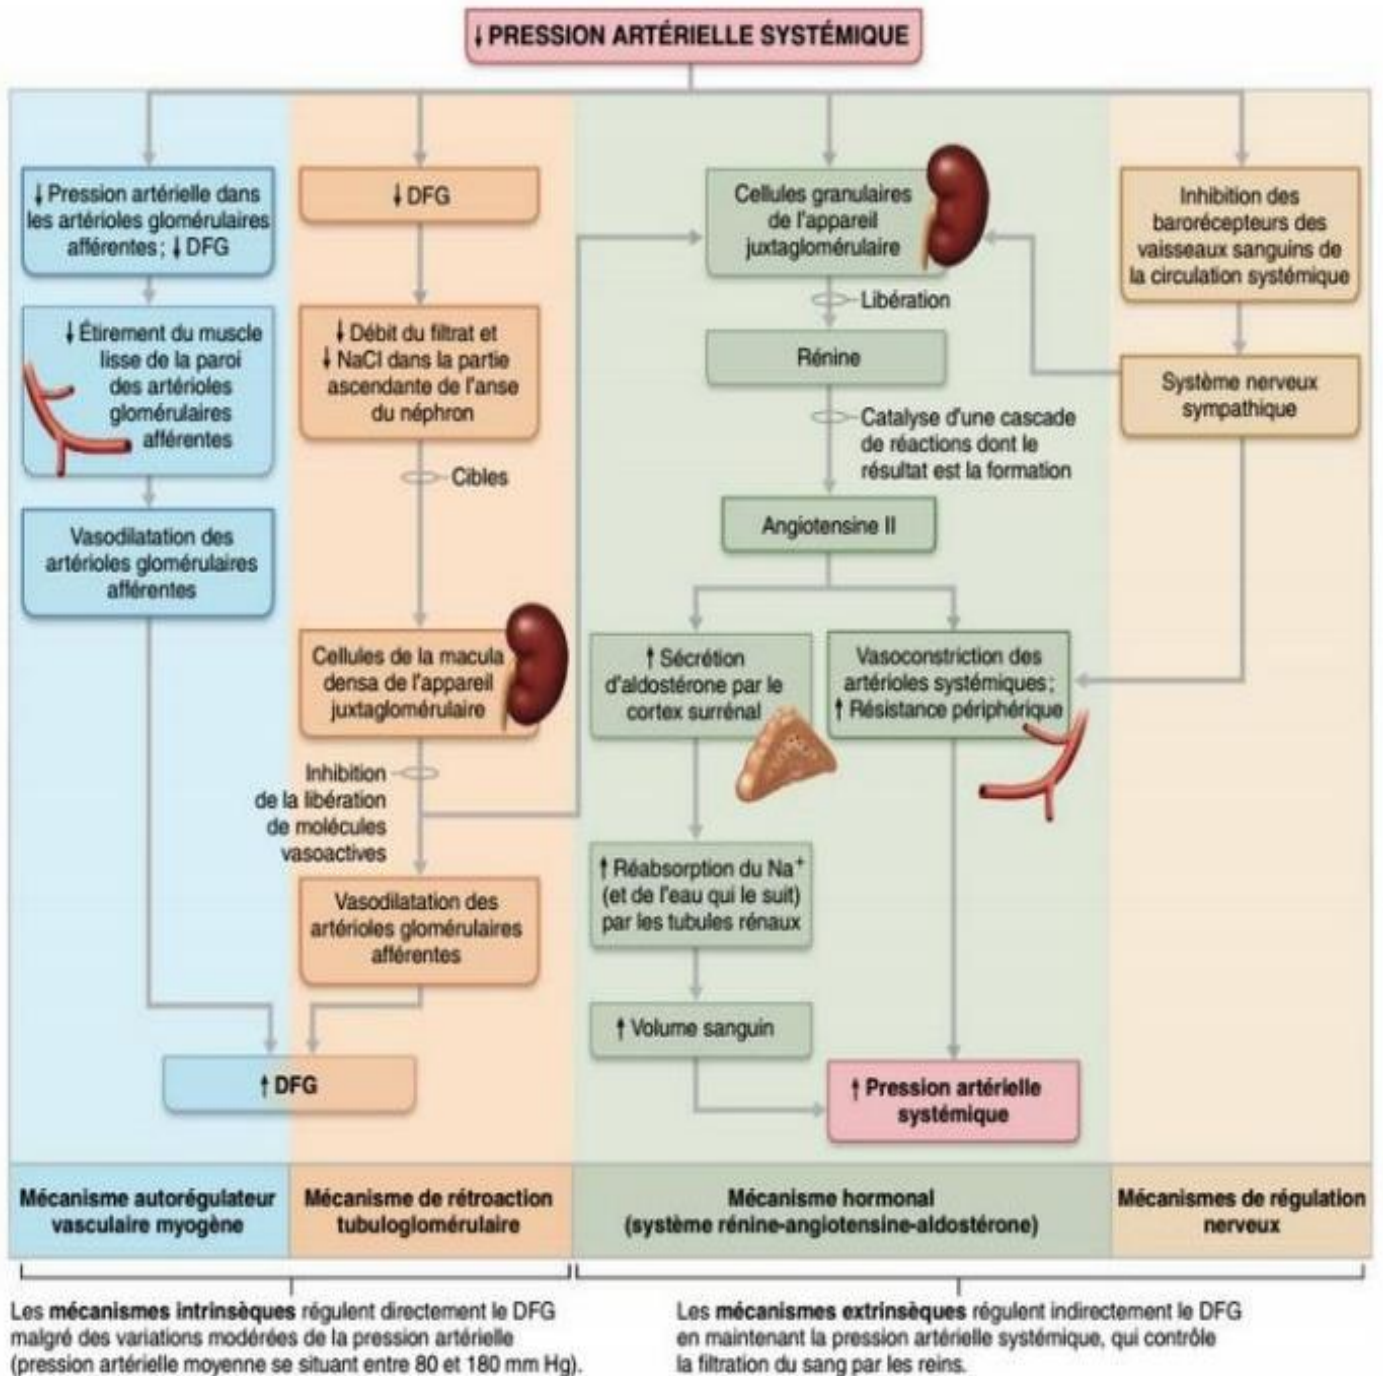 ↓ PRESSION ARTÉRIELLE SYSTÉMIQUE
↓ Pression artérielle dans
les artérioles glomérulaires
afférentes; ↓ DFG
↓ Étirement du muscle
lisse de la paroi
des artérioles
glomérulaires
afférentes
Vasodilatation des
artérioles glomérulaires
afférentes
↓ DFG
↓ Débit du filtrat et
↓ NaCl dans la partie
ascendante de l'anse
du néphron
Cibles
Cellules de la macula
densa de l'appareil
juxtaglomérulaire
Inhibition
de la libération
de molécules
vasoactives
Vasodilatation des
artérioles glomérulaires
afférentes
↑ DFG
Cellules granulaires
de l'appareil
juxtaglomérulaire
Libération
Rénine
Catalyse d'une cascade
de réactions dont le
résultat est la formation
Angiotensine II
↑ Sécrétion
d'aldostérone par le
cortex surrénal
↑ Réabsorption du Na⁺
(et de l'eau qui le suit)
par les tubules rénaux
↑ Volume sanguin
Vasoconstriction des
artérioles systémiques;
↑ Résistance périphérique
↑ Pression artérielle
systémique
Inhibition des
barorécepteurs des
vaisseaux sanguins de
la circulation systémique
Système nerveux
sympathique
Mécanisme autorégulateur
vasculaire myogène
Mécanisme de rétroaction
tubuloglomérulaire
Mécanisme hormonal
(système rénine-angiotensine-aldostérone)
Mécanismes de régulation
nerveux
Les mécanismes intrinsèques régulent directement le DFG
malgré des variations modérées de la pression artérielle
(pression artérielle moyenne se situant entre 80 et 180 mm Hg).
Les mécanismes extrinsèques régulent indirectement le DFG
en maintenant la pression artérielle systémique, qui contrôle
la filtration du sang par les reins.